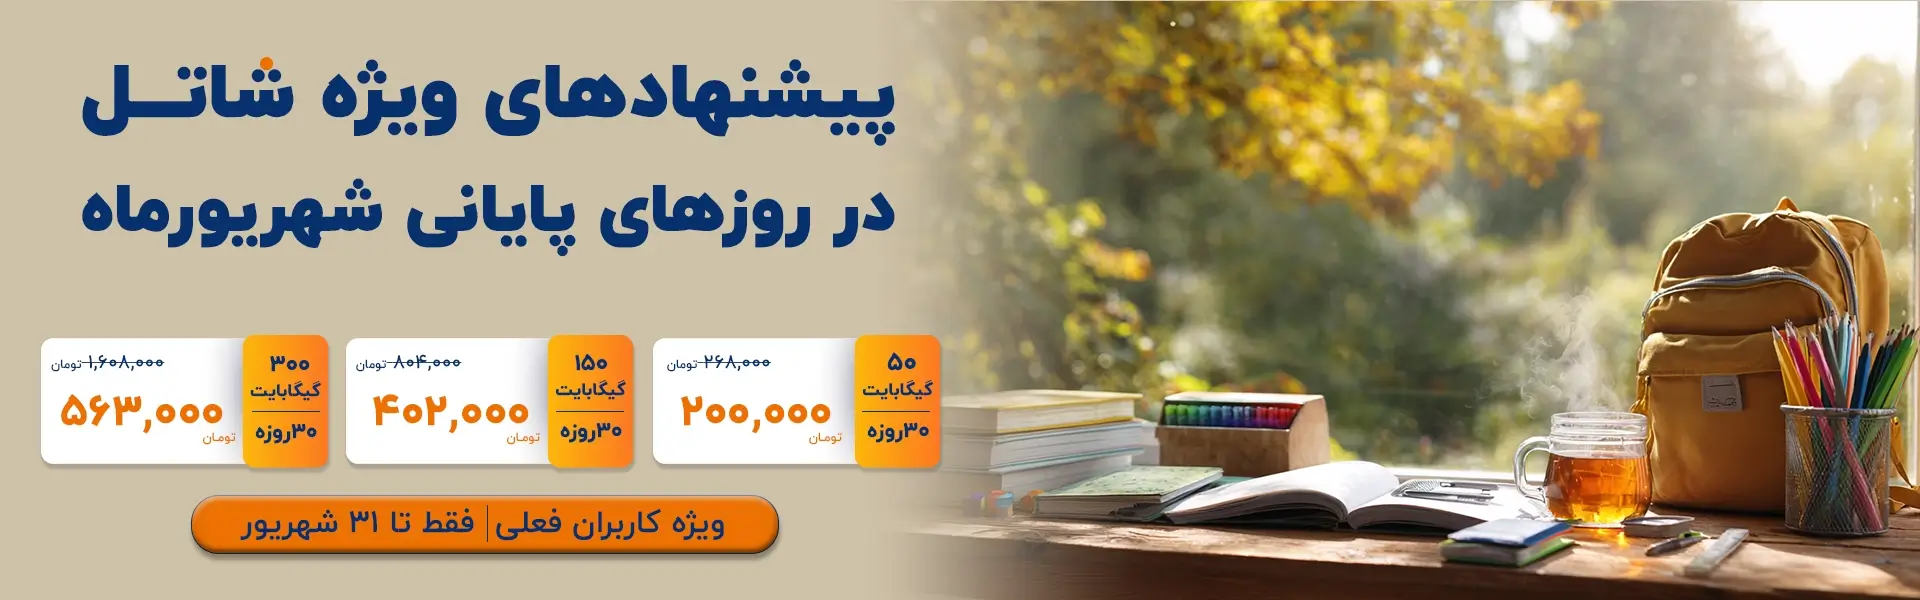 پیشنهادهای ویژه شاتل
در روزهای پایانی شهریورماه
۵۰
گیگابایت
۳۰روزه
۲۶۸,۰۰۰ تومان
۲۰۰,۰۰۰
تومان
۱۵۰
گیگابایت
۳۰روزه
۸۰۴,۰۰۰ تومان
۴۰۲,۰۰۰
تومان
۳۰۰
گیگابایت
۳۰روزه
۱,۶۰۸,۰۰۰ تومان
۵۶۳,۰۰۰
تومان
ویژه کاربران فعلی | فقط تا ۳۱ شهریور